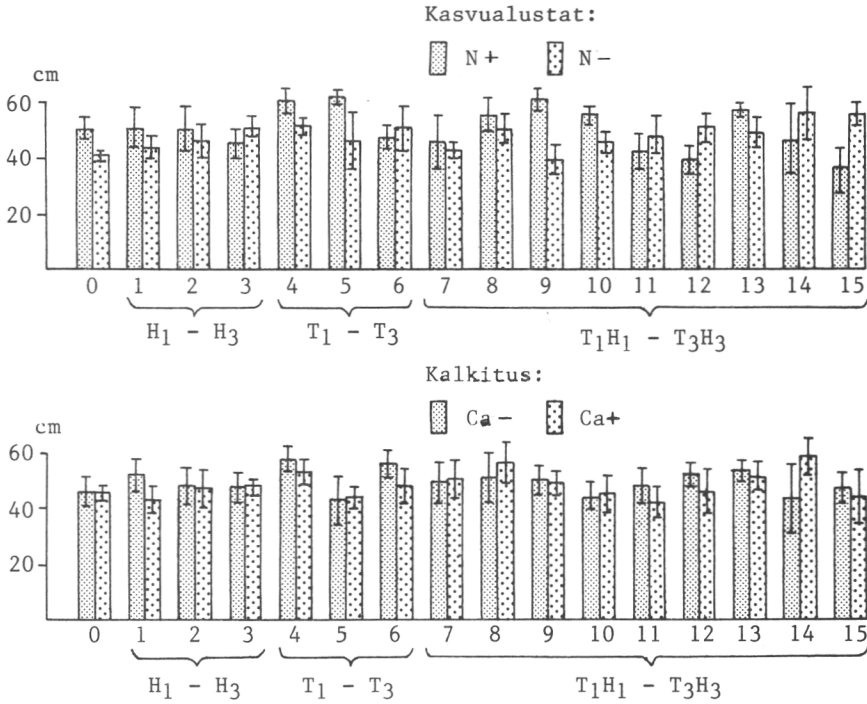 Kasvualustat:
N+ N-
cm
60
40
20
0 1 2 3 4 5 6 7 8 9 10 11 12 13 14 15
H₁ - H₃ T₁ - T₃ T₁H₁ - T₃H₃
Kalkitus:
Ca- Ca+
cm
60
40
20
0 1 2 3 4 5 6 7 8 9 10 11 12 13 14 15
H₁ - H₃ T₁ - T₃ T₁H₁ - T₃H₃